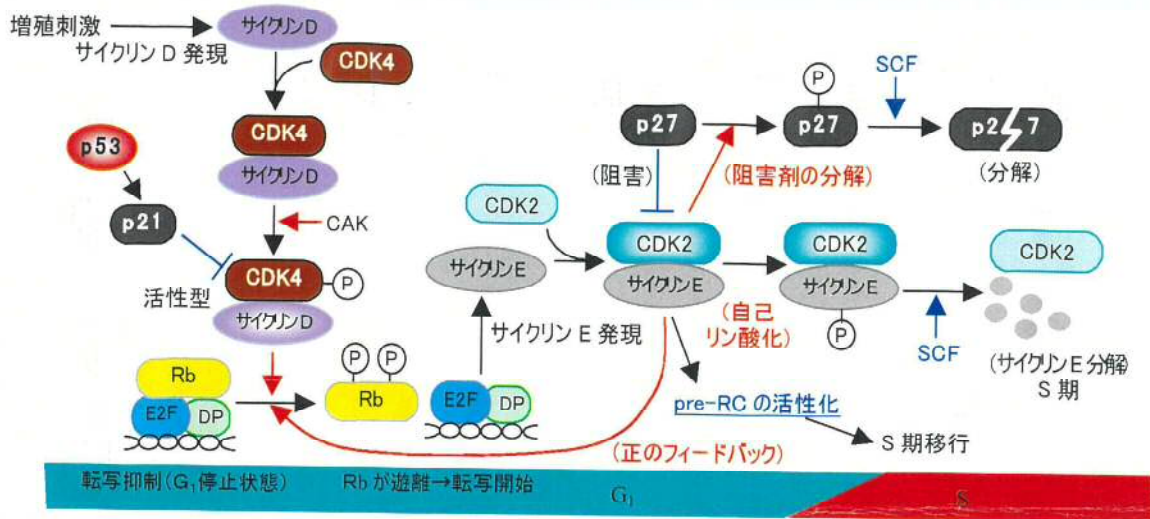 増殖刺激
サイクリンD 発現
サイクリンD
CDK4
CDK4
サイクリンD
p53
p21
CAK
CDK4
P
活性型
サイクリンD
Rb
E2F
DP
P P
Rb
E2F
DP
サイクリンE 発現
サイクリンE
CDK2
p27
(阻害)
(阻害剤の分解)
P
p27
SCF
p27
(分解)
CDK2
サイクリンE
(自己
リン酸化)
CDK2
サイクリンE
P
SCF
CDK2
(サイクリンE分解)
S 期
pre-RC の活性化
S 期移行
(正のフィードバック)
転写抑制(G₁停止状態)
Rb が遊離→転写開始
G₁
S